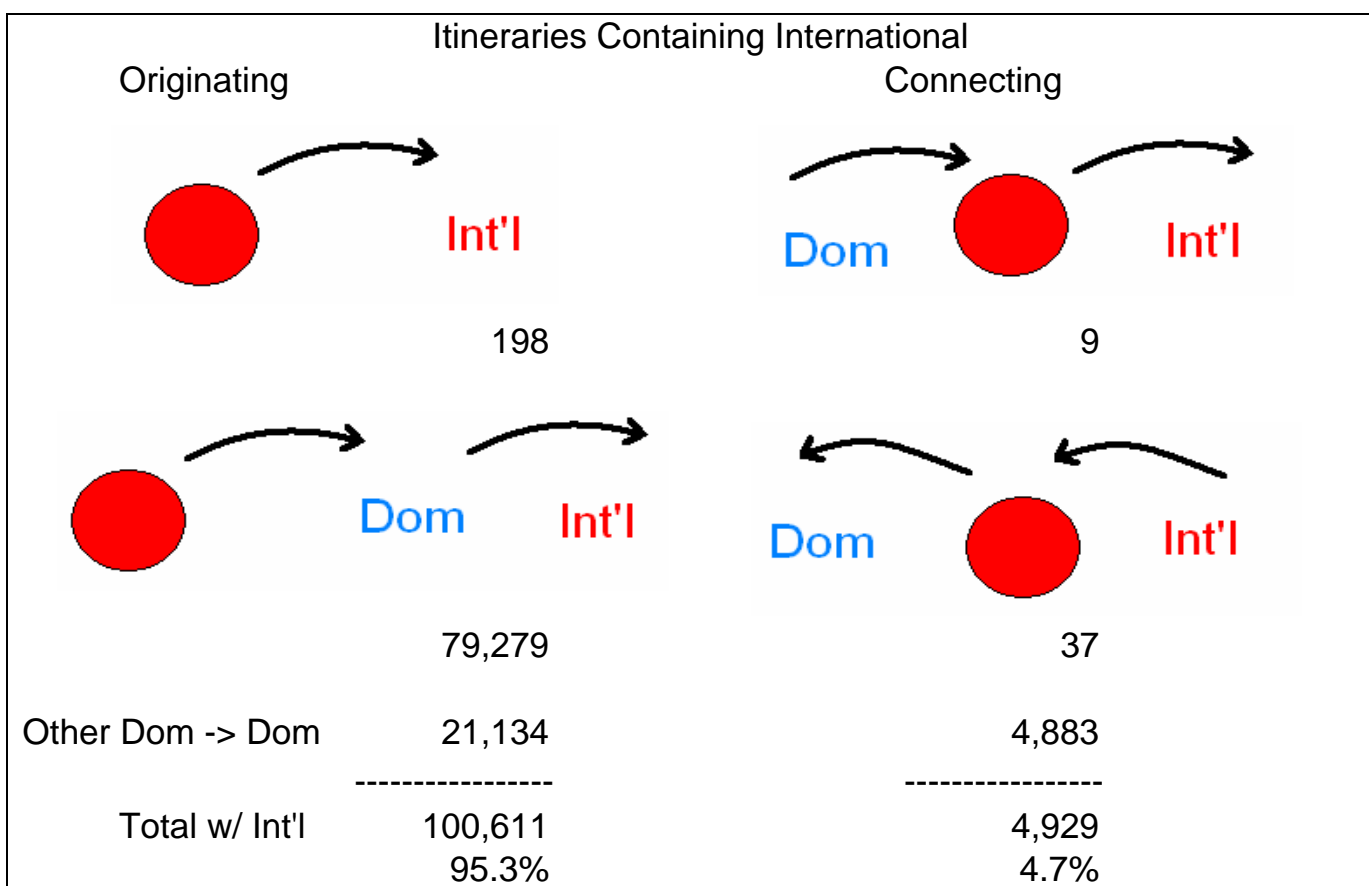 Itineraries Containing International
Originating Connecting
Int'l Dom Int'l
198 9
Dom Int'l Dom Int'l
79,279 37
Other Dom -> Dom 21,134 4,883
----------------- -----------------
Total w/ Int'l 100,611 4,929
95.3% 4.7%